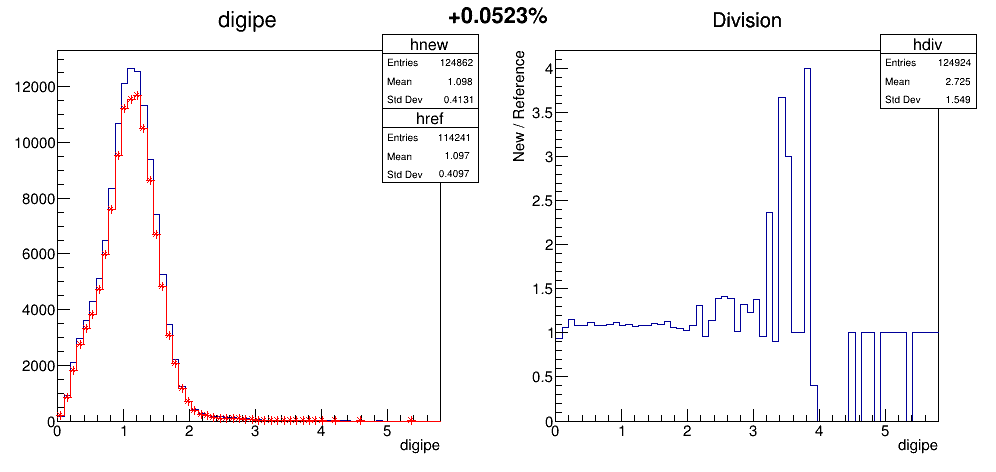 digipe
+0.0523%
Division
hnew
Entries 124862
Mean 1.098
Std Dev 0.4131
href
Entries 114241
Mean 1.097
Std Dev 0.4097
12000
10000
8000
6000
4000
2000
0
0 1 2 3 4 5
digipe
hdiv
Entries 124924
Mean 2.725
Std Dev 1.549
New / Reference
4
3.5
3
2.5
2
1.5
1
0.5
0
0 1 2 3 4 5
digipe